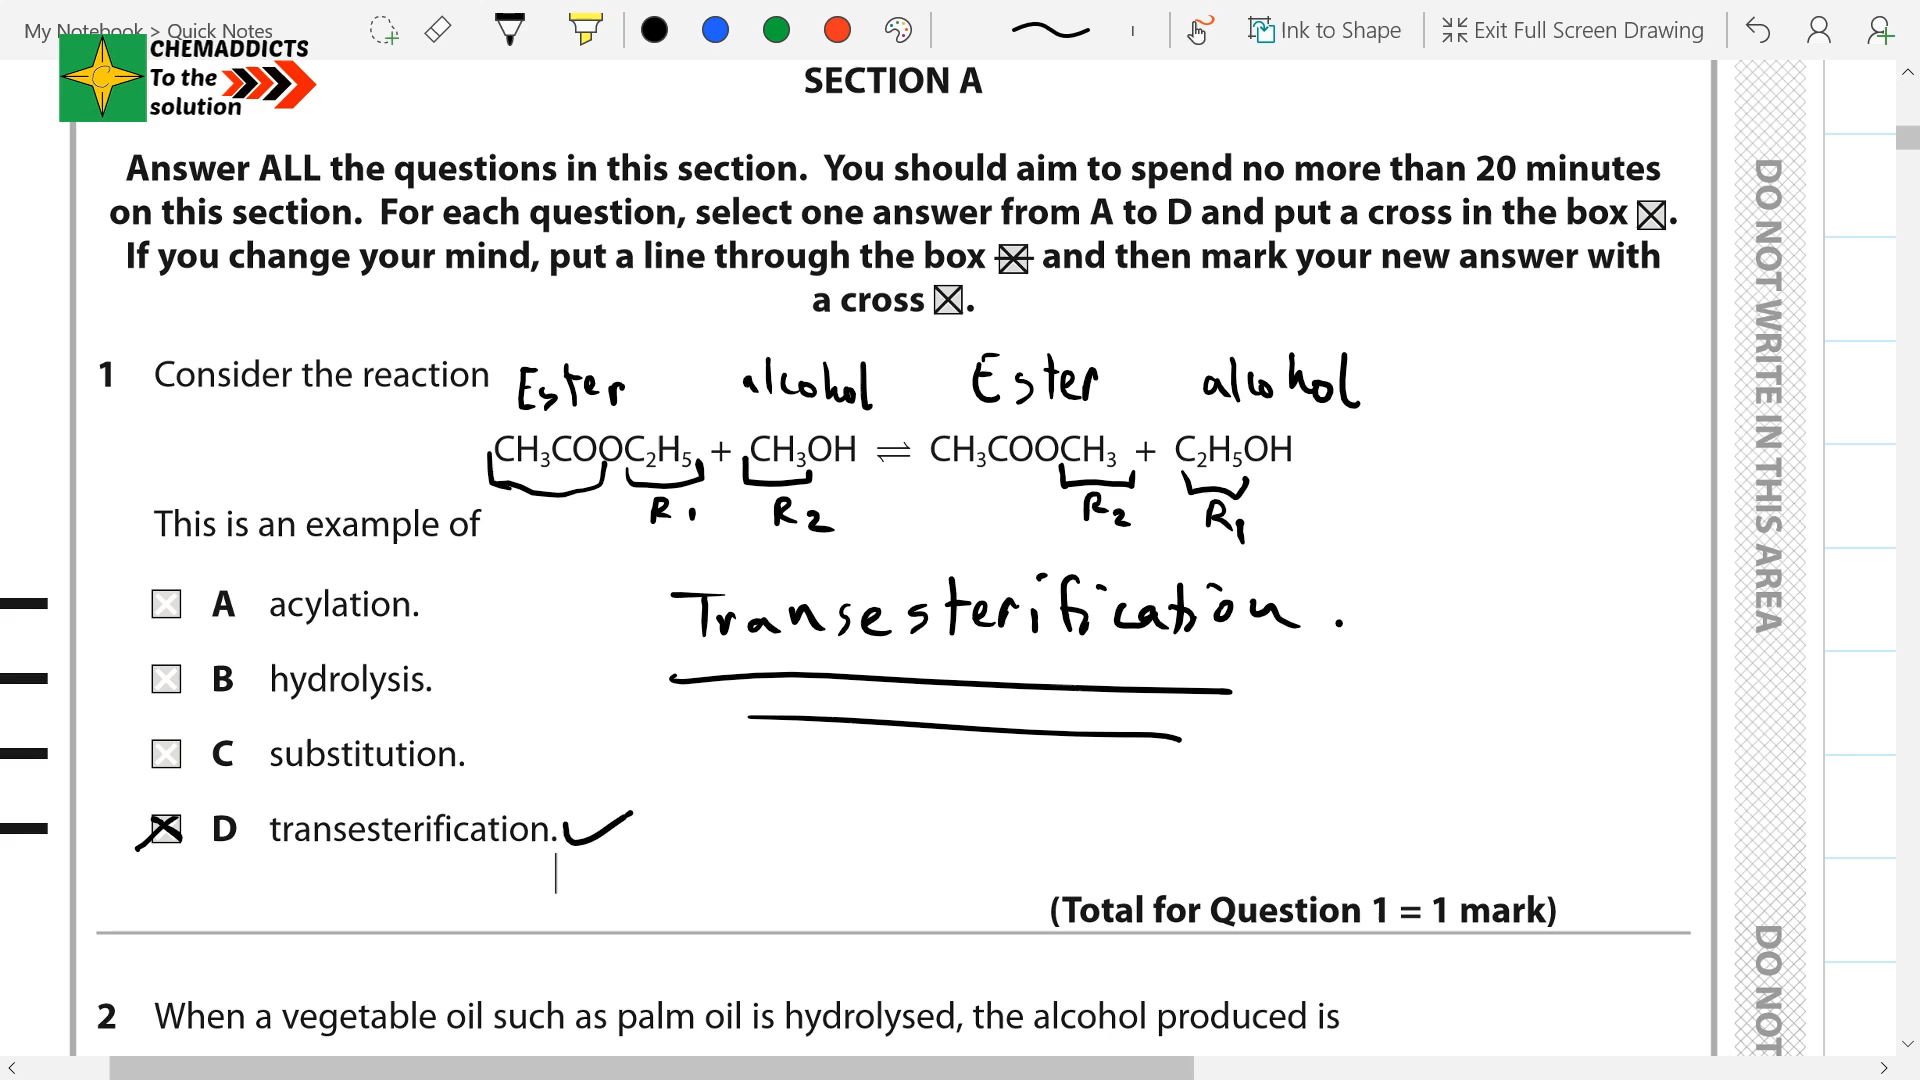 My Notebook > Quick Notes
Ink to Shape
Exit Full Screen Drawing
CHEMADDICTS
To the
solution
SECTION A
Answer ALL the questions in this section. You should aim to spend no more than 20 minutes
on this section. For each question, select one answer from A to D and put a cross in the box ☒.
If you change your mind, put a line through the box ☒ and then mark your new answer with
a cross ☒.
1 Consider the reaction
Ester alcohol Ester alcohol
CH₃COOC₂H₅ + CH₃OH ⇌ CH₃COOCH₃ + C₂H₅OH
R₁ R₂ R₂ R₁
This is an example of
Transesterification.
A acylation.
B hydrolysis.
C substitution.
D transesterification.
(Total for Question 1 = 1 mark)
2 When a vegetable oil such as palm oil is hydrolysed, the alcohol produced is
DO NOT WRITE IN THIS AREA
DO NOT